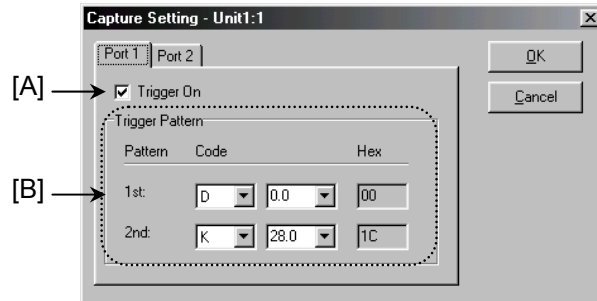 Capture Setting - Unit1:1
Port 1 Port 2
OK
[A] Trigger On
Cancel
Trigger Pattern
Pattern Code Hex
[B] 1st: D 0.0 00
2nd: K 28.0 1C